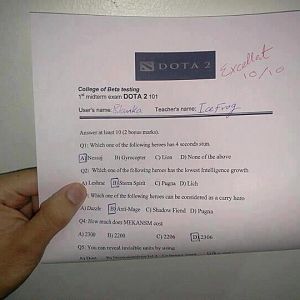 DOTA 2
Excellent
10/10
College of Beta testing
1st midterm exam DOTA 2 101
User's name: Blanka Teacher's name: Icefrog
Answer at least 10 (2 bonus marks).
Q1: Which one of the following heroes has 4 seconds stun.
A) Nessaj B) Gyrocopter C) Lion D) None of the above
Q2: Which one of the following heroes has the lowest Intelligence growth
A) Leshrac B) Storm Spirit C) Pugna D) Lich
Which one of the following heroes can be considered as a carry hero
A) Dazzle B) Anti-Mage C) Shadow Fiend D) Pugna
Q4: How much does MEKANSM cost
A) 2300 B) 2200 C) 2206 D) 2306
Q5: You can reveal invisible units by using